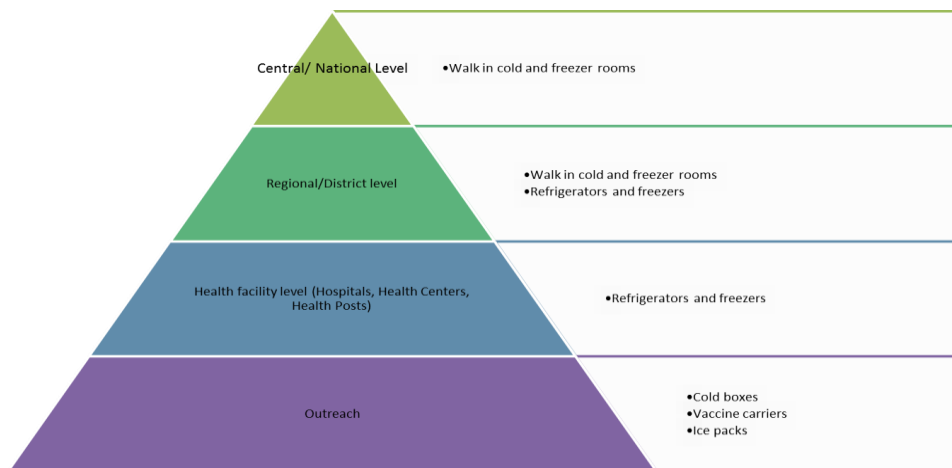 Central/ National Level
•Walk in cold and freezer rooms
Regional/District level
•Walk in cold and freezer rooms
•Refrigerators and freezers
Health facility level (Hospitals, Health Centers,
Health Posts)
•Refrigerators and freezers
Outreach
•Cold boxes
•Vaccine carriers
•Ice packs